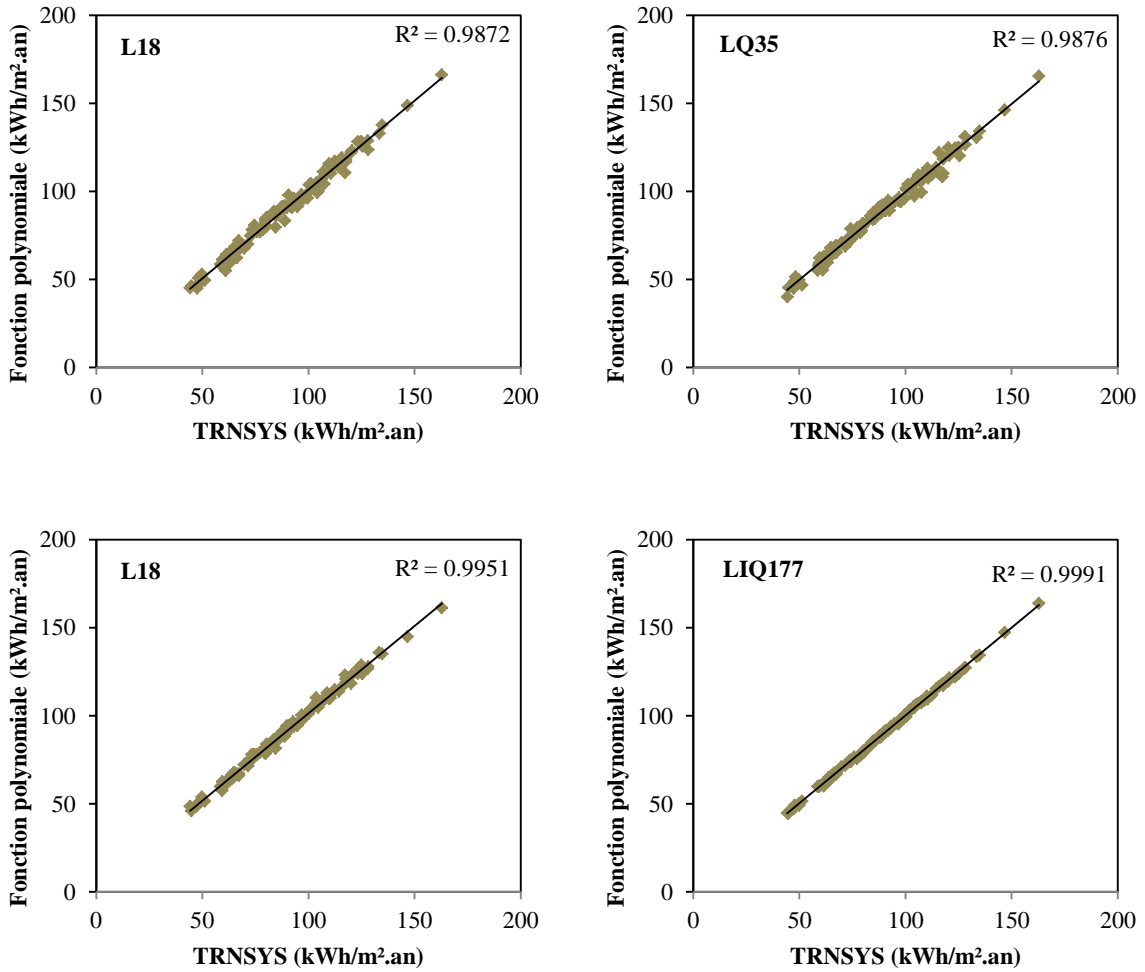 L18
R² = 0.9872
Fonction polynomiale (kWh/m².an)
200
150
100
50
0
0 50 100 150 200
TRNSYS (kWh/m².an)
LQ35
R² = 0.9876
Fonction polynomiale (kWh/m².an)
200
150
100
50
0
0 50 100 150 200
TRNSYS (kWh/m².an)
L18
R² = 0.9951
Fonction polynomiale (kWh/m².an)
200
150
100
50
0
0 50 100 150 200
TRNSYS (kWh/m².an)
LIQ177
R² = 0.9991
Fonction polynomiale (kWh/m².an)
200
150
100
50
0
0 50 100 150 200
TRNSYS (kWh/m².an)